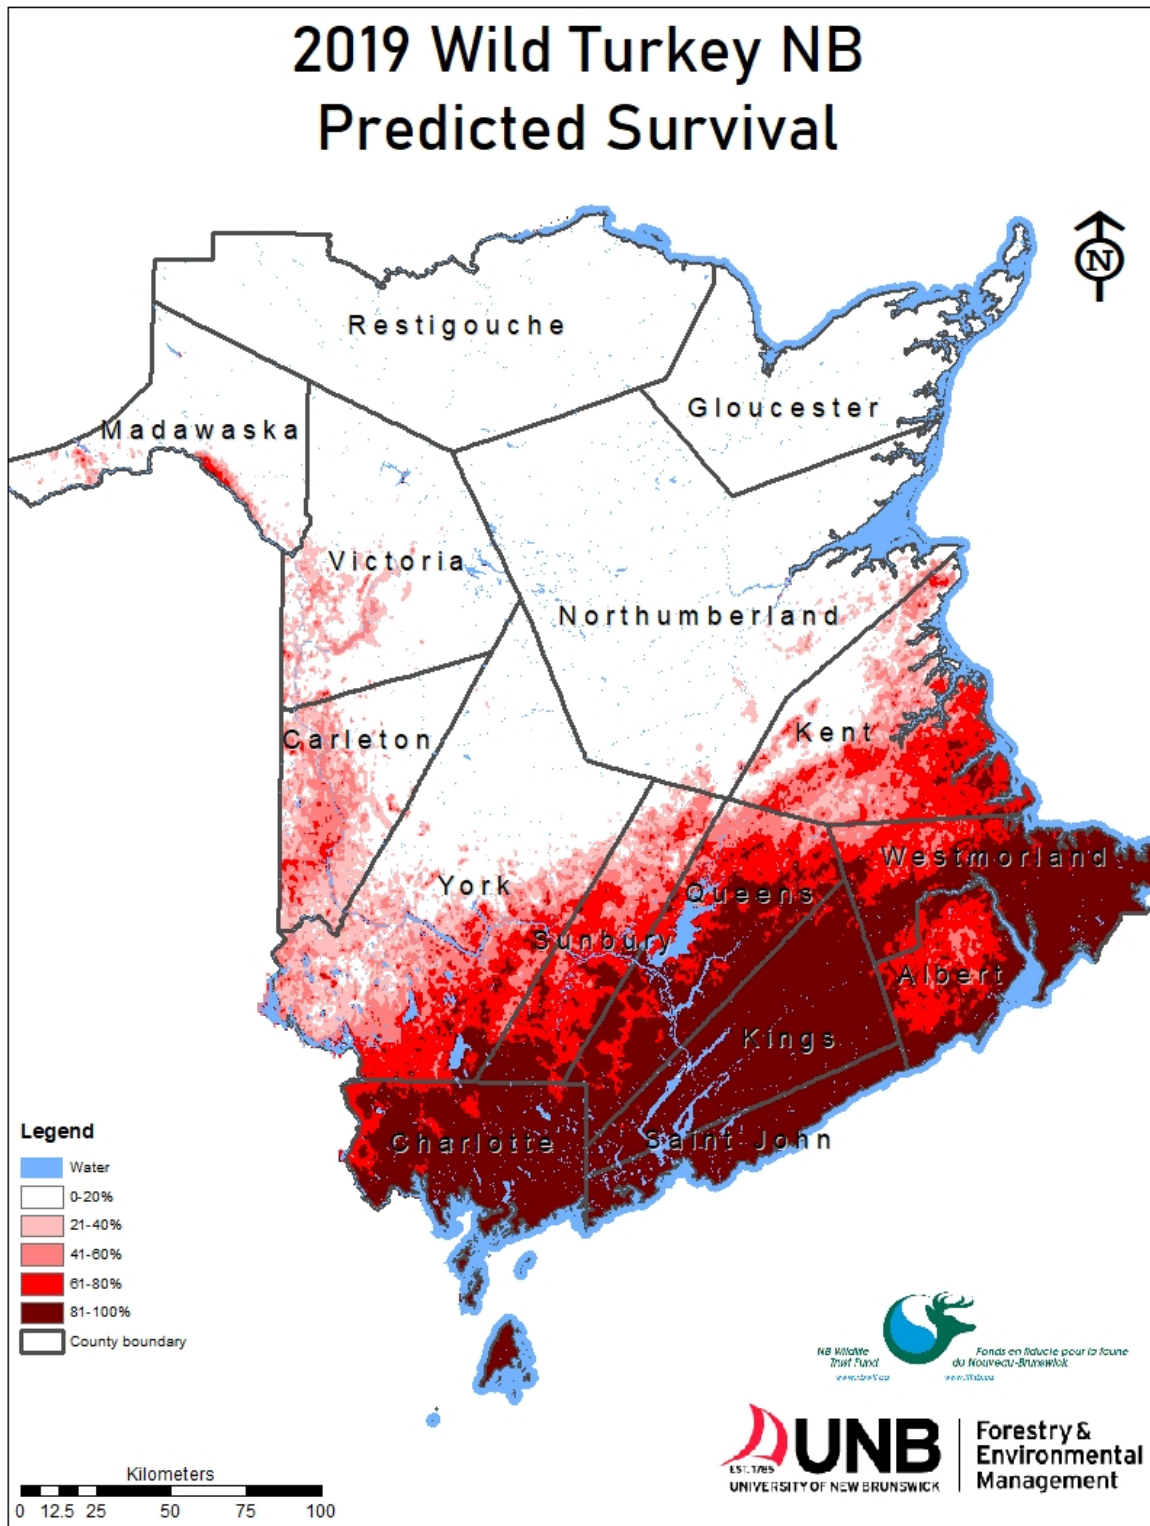 2019 Wild Turkey NB
Predicted Survival
N
Restigouche
Gloucester
Madawaska
Victoria
Northumberland
Carleton
Kent
Westmorland
York
Queens
Sunbury
Albert
Kings
Charlotte
Saint John
Legend
Water
0-20%
21-40%
41-60%
61-80%
81-100%
County boundary
NB Wildlife
Trust Fund
Fonds en fiducie pour la faune
du Nouveau-Brunswick
UNB
EST. 1785
UNIVERSITY OF NEW BRUNSWICK
Forestry &
Environmental
Management
Kilometers
0 12.5 25 50 75 100